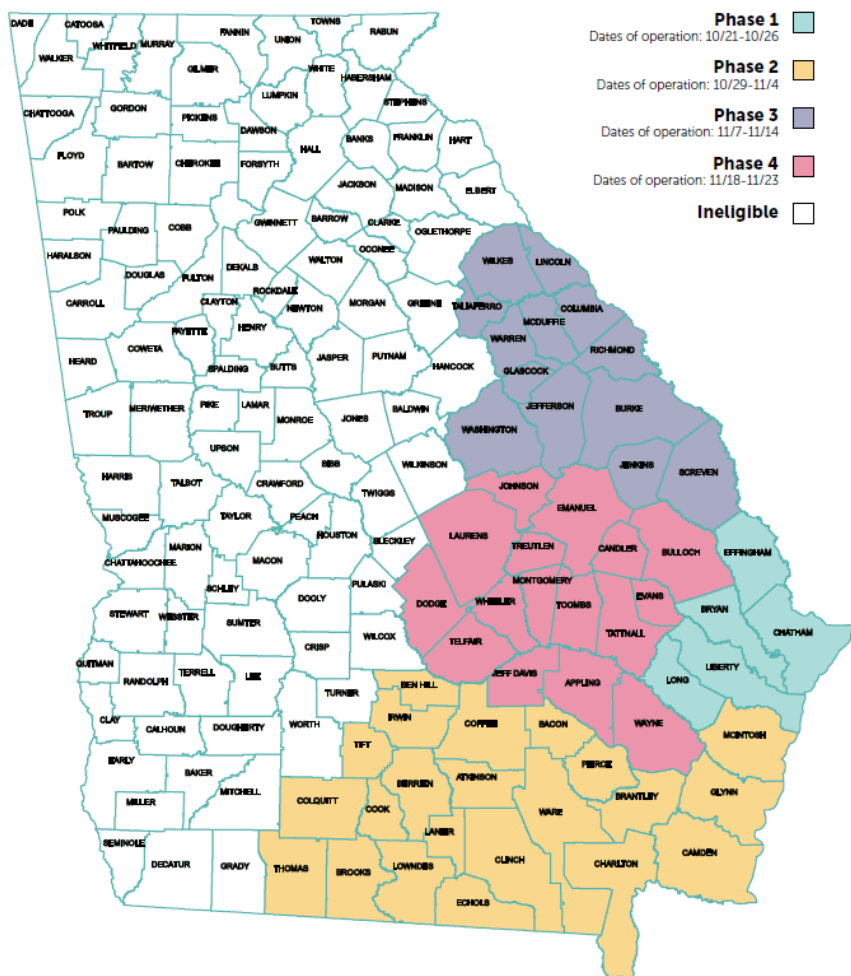 Phase 1
Dates of operation: 10/21-10/26
Phase 2
Dates of operation: 10/29-11/4
Phase 3
Dates of operation: 11/7-11/14
Phase 4
Dates of operation: 11/18-11/23
Ineligible
DADE
CATOOSA
WHITFIELD
MURRAY
FANNIN
UNION
TOWNS
RABUN
WALKER
GILMER
WHITE
HABERSHAM
LUMPKIN
STEPHENS
CHATTOOGA
GORDON
PICKENS
DAWSON
BANKS
FRANKLIN
HART
FLOYD
BARTOW
CHEROKEE
FORSYTH
HALL
JACKSON
MADISON
ELBERT
POLK
PAULDING
COBB
GWINNETT
BARROW
CLARKE
OCONEE
OGLETHORPE
HARALSON
DOUGLAS
FULTON
DEKALB
WALTON
WILKES
LINCOLN
CARROLL
CLAYTON
ROCKDALE
NEWTON
MORGAN
GREENE
TALIAFERRO
COLUMBIA
MCDUFFIE
FAYETTE
HENRY
WARREN
RICHMOND
HEARD
COWETA
SPALDING
BUTTS
JASPER
PUTNAM
HANCOCK
GLASCOCK
TROUP
MERIWETHER
PIKE
LAMAR
MONROE
JONES
BALDWIN
WASHINGTON
JEFFERSON
BURKE
UPSON
BIBB
WILKINSON
JENKINS
SCREVEN
HARRIS
TALBOT
CRAWFORD
TWIGGS
JOHNSON
EMANUEL
MUSCOGEE
TAYLOR
PEACH
HOUSTON
BLECKLEY
LAURENS
TREUTLEN
CANDLER
BULLOCH
EFFINGHAM
CHATTAHOOCHEE
MARION
MACON
SCHLEY
DOOLY
PULASKI
DODGE
WHEELER
MONTGOMERY
TOOMBS
EVANS
BRYAN
CHATHAM
STEWART
WEBSTER
SUMTER
CRISP
WILCOX
TELFAIR
TATTNALL
LIBERTY
LONG
QUITMAN
RANDOLPH
TERRELL
LEE
TURNER
BEN HILL
JEFF DAVIS
APPLING
WAYNE
CLAY
CALHOUN
DOUGHERTY
WORTH
IRWIN
COFFEE
BACON
MCINTOSH
TIFT
EARLY
BAKER
MITCHELL
PIERCE
MILLER
COLQUITT
COOK
BERRIEN
ATKINSON
WARE
BRANTLEY
GLYNN
LANIER
SEMINOLE
DECATUR
GRADY
THOMAS
BROOKS
LOWNDES
CLINCH
CHARLTON
CAMDEN
ECHOLS